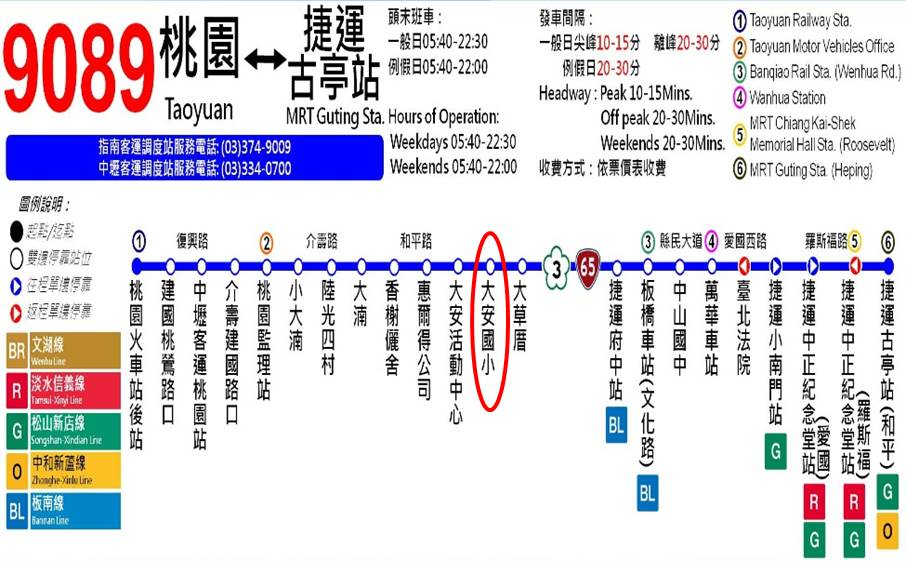 9089
桃園
Taoyuan
捷運
古亭站
MRT Guting Sta.
指南客運調度站服務電話: (03)374-9009
中壢客運調度站服務電話: (03)334-0700
頭末班車：
一般日05:40-22:30
例假日05:40-22:00
Hours of Operation:
Weekdays 05:40-22:30
Weekends 05:40-22:00
發車間隔：
一般日尖峰10-15分 離峰20-30分
例假日20-30分
Headway : Peak 10-15Mins.
Off peak 20-30Mins.
Weekends 20-30Mins.
收費方式：依票價表收費
1 Taoyuan Railway Sta.
2 Taoyuan Motor Vehicles Office
3 Banqiao Rail Sta. (Wenhua Rd.)
4 Wanhua Station
5 MRT Chiang Kai-Shek
Memorial Hall Sta. (Roosevelt)
6 MRT Guting Sta. (Heping)
圖例說明：
起點/迄點
雙邊停靠站位
往程單邊停靠
返程單邊停靠
BR 文湖線
Wenhu Line
R 淡水信義線
Tamsui-Xinyi Line
G 松山新店線
Songshan-Xindian Line
O 中和新蘆線
Zhonghe-Xinlu Line
BL 板南線
Bannan Line
1 復興路 2 介壽路 和平路 3 縣民大道 4 愛國西路 羅斯福路 5 6
3 65
桃園火車站後站
建國桃鶯路口
中壢客運桃園站
介壽建國路口
桃園監理站
小大湳
陸光四村
大湳
香榭儷舍
惠爾得公司
大安活動中心
大安國小
大草厝
捷運府中站
BL
板橋車站(文化路)
BL
中山國中
萬華車站
臺北法院
捷運小南門站
G
捷運中正紀念堂站(愛國)
R
G
捷運中正紀念堂站(羅斯福)
R
G
捷運古亭站(和平)
G
O